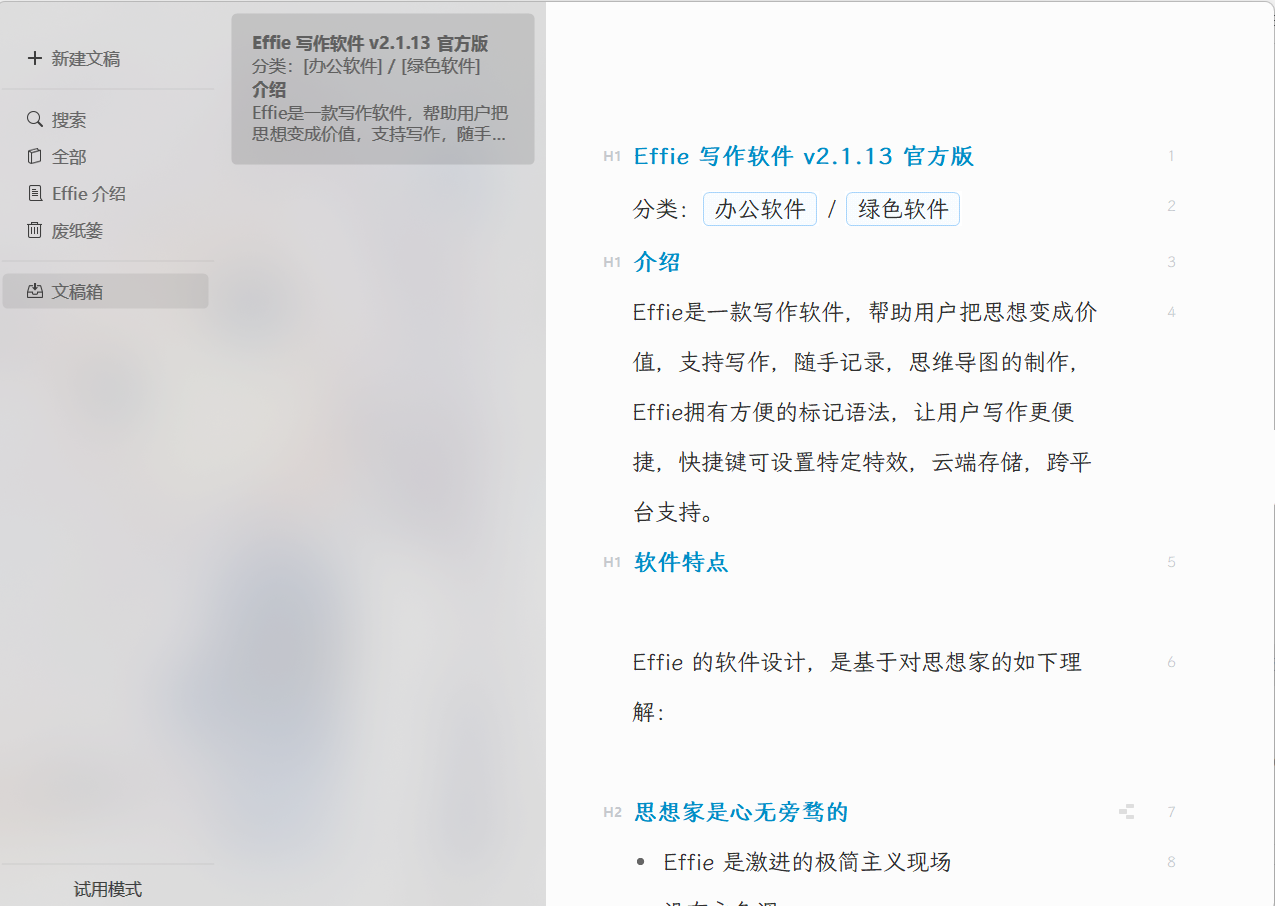 新建文稿
搜索
全部
Effie 介绍
废纸篓
文稿箱
试用模式
Effie 写作软件 v2.1.13 官方版
分类：[办公软件] / [绿色软件]
介绍
Effie是一款写作软件，帮助用户把
思想变成价值，支持写作，随手...
H1 Effie 写作软件 v2.1.13 官方版 1
分类： 办公软件 / 绿色软件 2
H1 介绍 3
Effie是一款写作软件，帮助用户把思想变成价 4
值，支持写作，随手记录，思维导图的制作，
Effie拥有方便的标记语法，让用户写作更便
捷，快捷键可设置特定特效，云端存储，跨平
台支持。
H1 软件特点 5
Effie 的软件设计，是基于对思想家的如下理 6
解：
H2 思想家是心无旁骛的 7
• Effie 是激进的极简主义现场 8